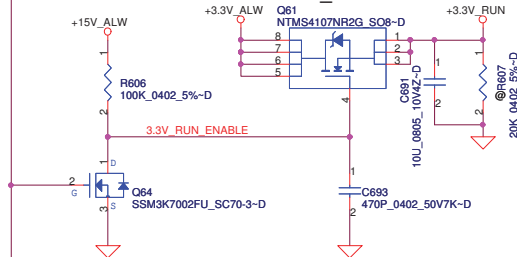 +15V_ALW
+3.3V_ALW
Q61
NTMS4107NR2G_SO8~D
+3.3V_RUN
8
7
6
5
1
2
3
4
1
R606
100K_0402_5%~D
2
1
C691
10U_0805_10V4Z~D
2
1
@R607
20K_0402_5%~D
2
3.3V_RUN_ENABLE
1
D
2
G
3
S
Q64
SSM3K7002FU_SC70-3~D
1
C693
470P_0402_50V7K~D
2